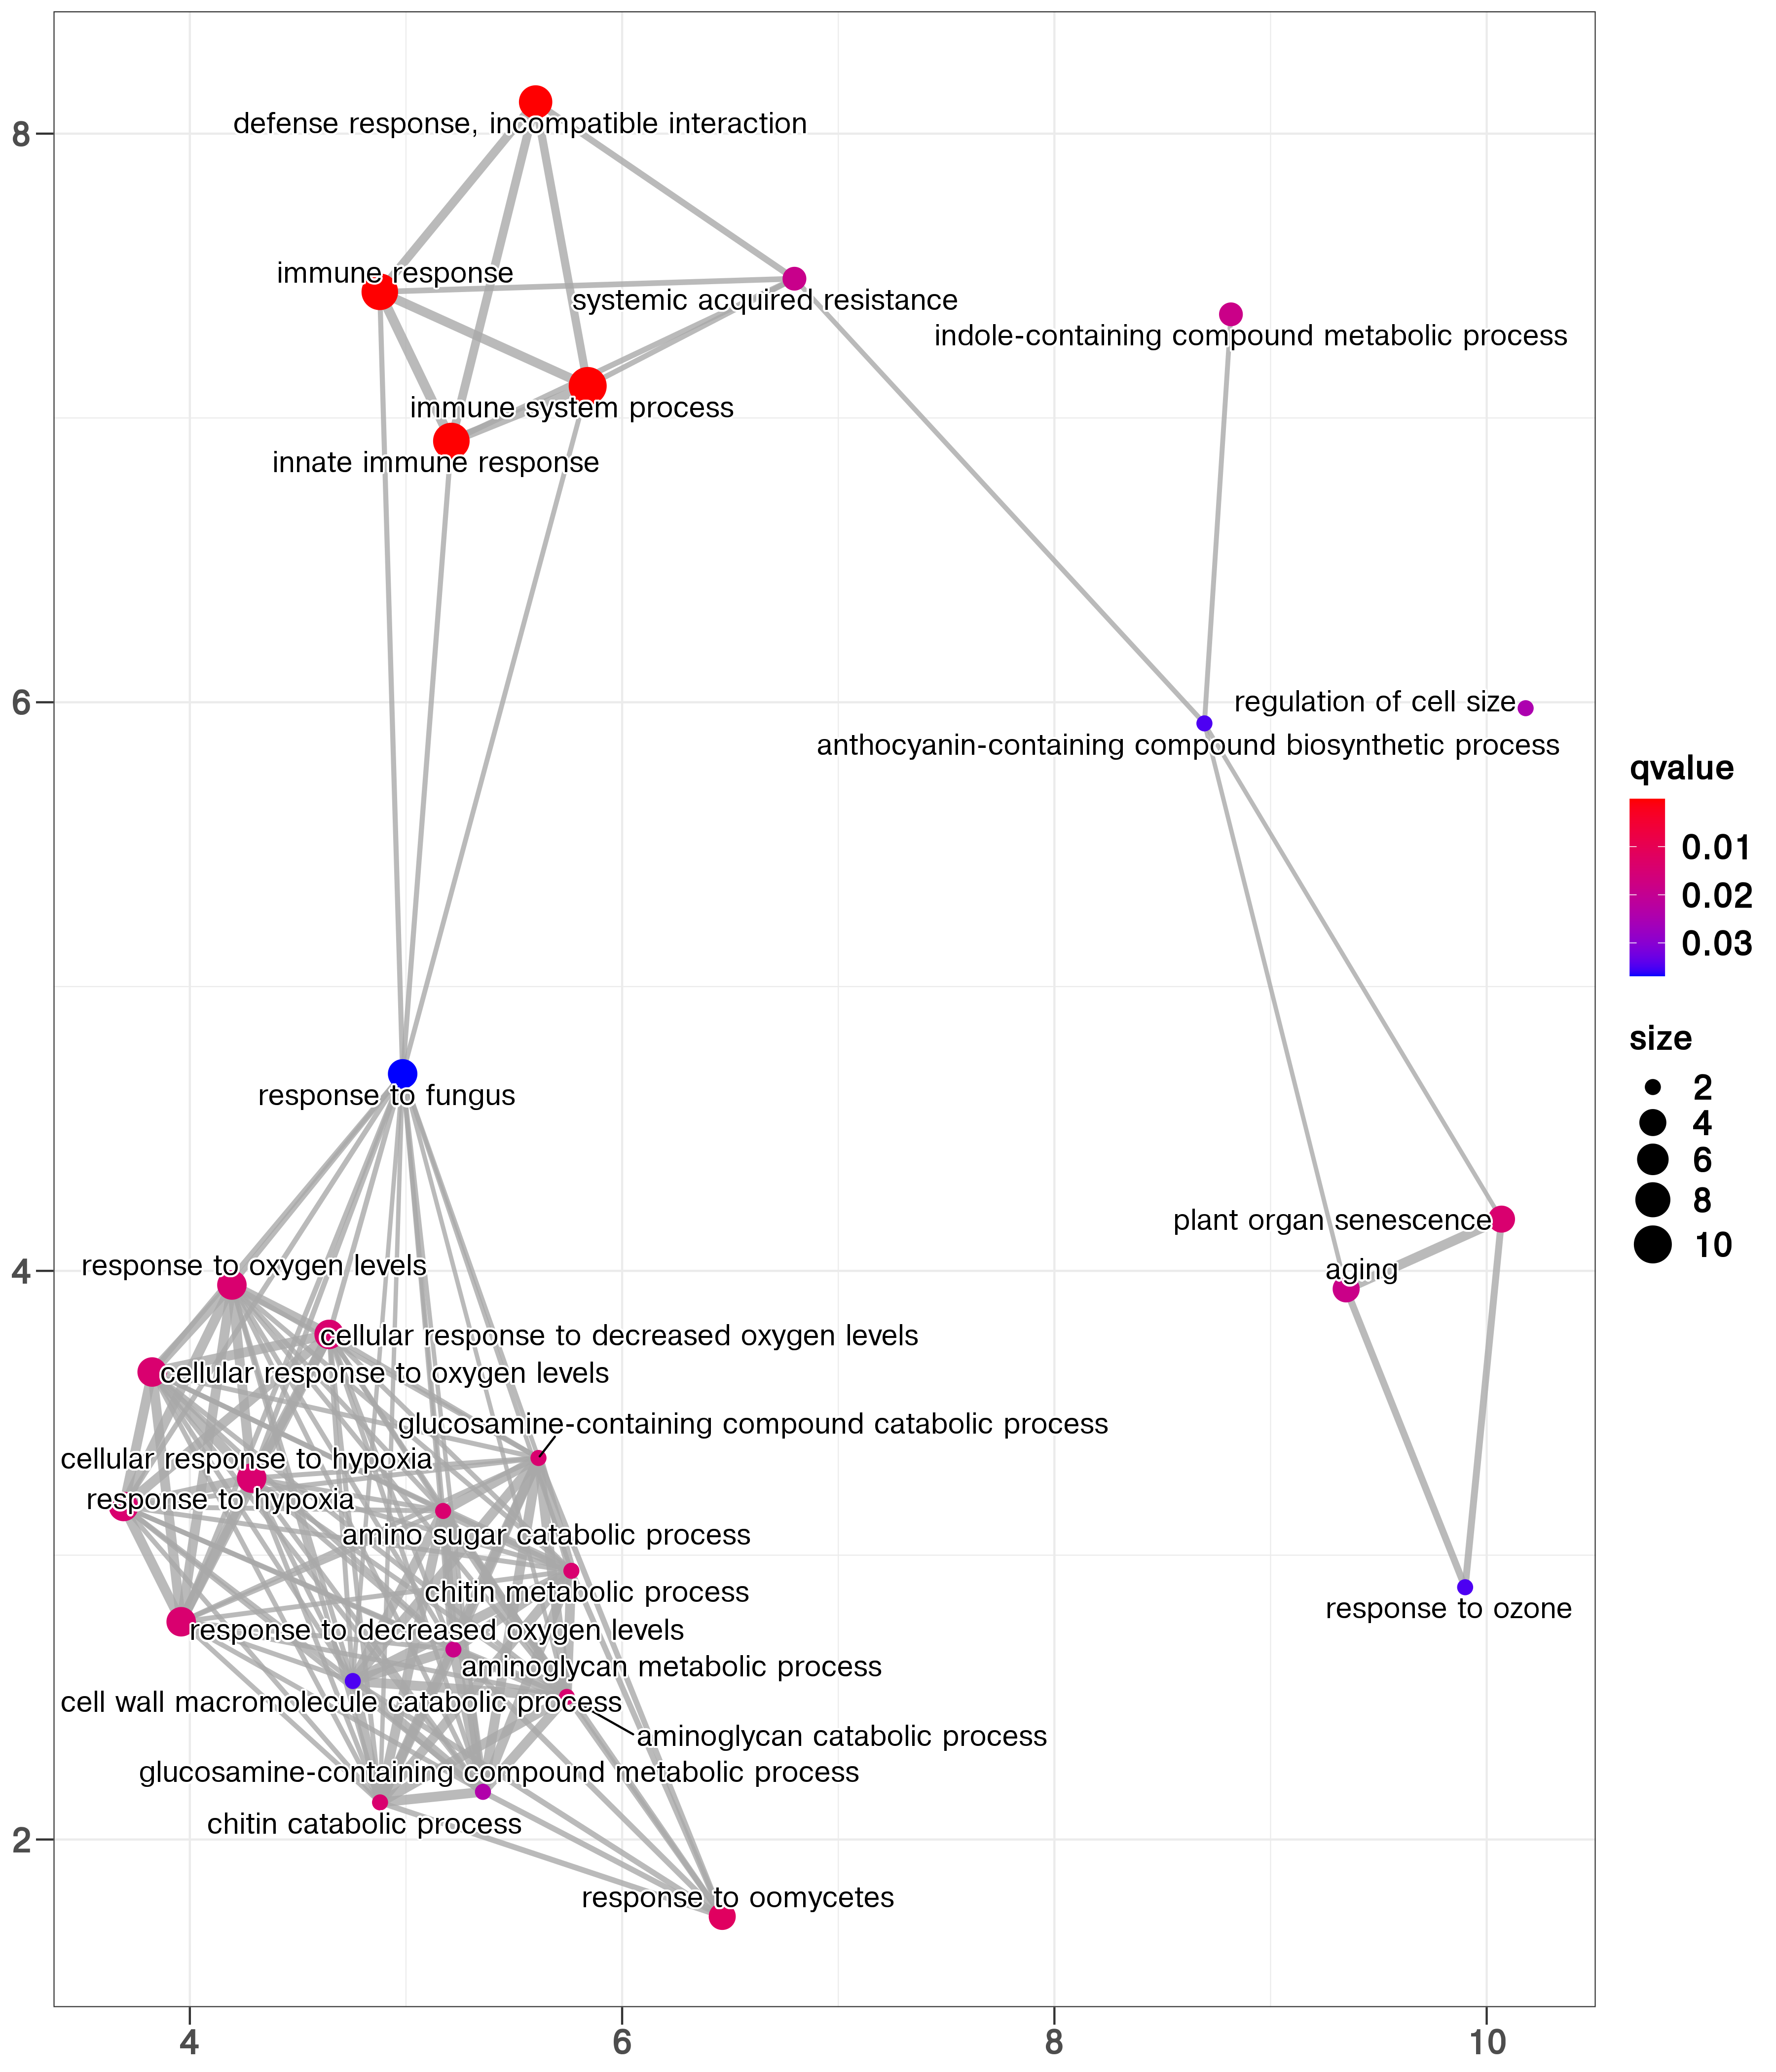 8
defense response, incompatible interaction
immune response
systemic acquired resistance
indole-containing compound metabolic process
immune system process
innate immune response
6
regulation of cell size
anthocyanin-containing compound biosynthetic process
response to fungus
plant organ senescence
4
response to oxygen levels
aging
cellular response to decreased oxygen levels
cellular response to oxygen levels
glucosamine-containing compound catabolic process
cellular response to hypoxia
response to hypoxia
amino sugar catabolic process
chitin metabolic process
response to ozone
response to decreased oxygen levels
aminoglycan metabolic process
cell wall macromolecule catabolic process
aminoglycan catabolic process
glucosamine-containing compound metabolic process
chitin catabolic process
2
response to oomycetes
4 6 8 10
qvalue
0.01
0.02
0.03
size
2
4
6
8
10